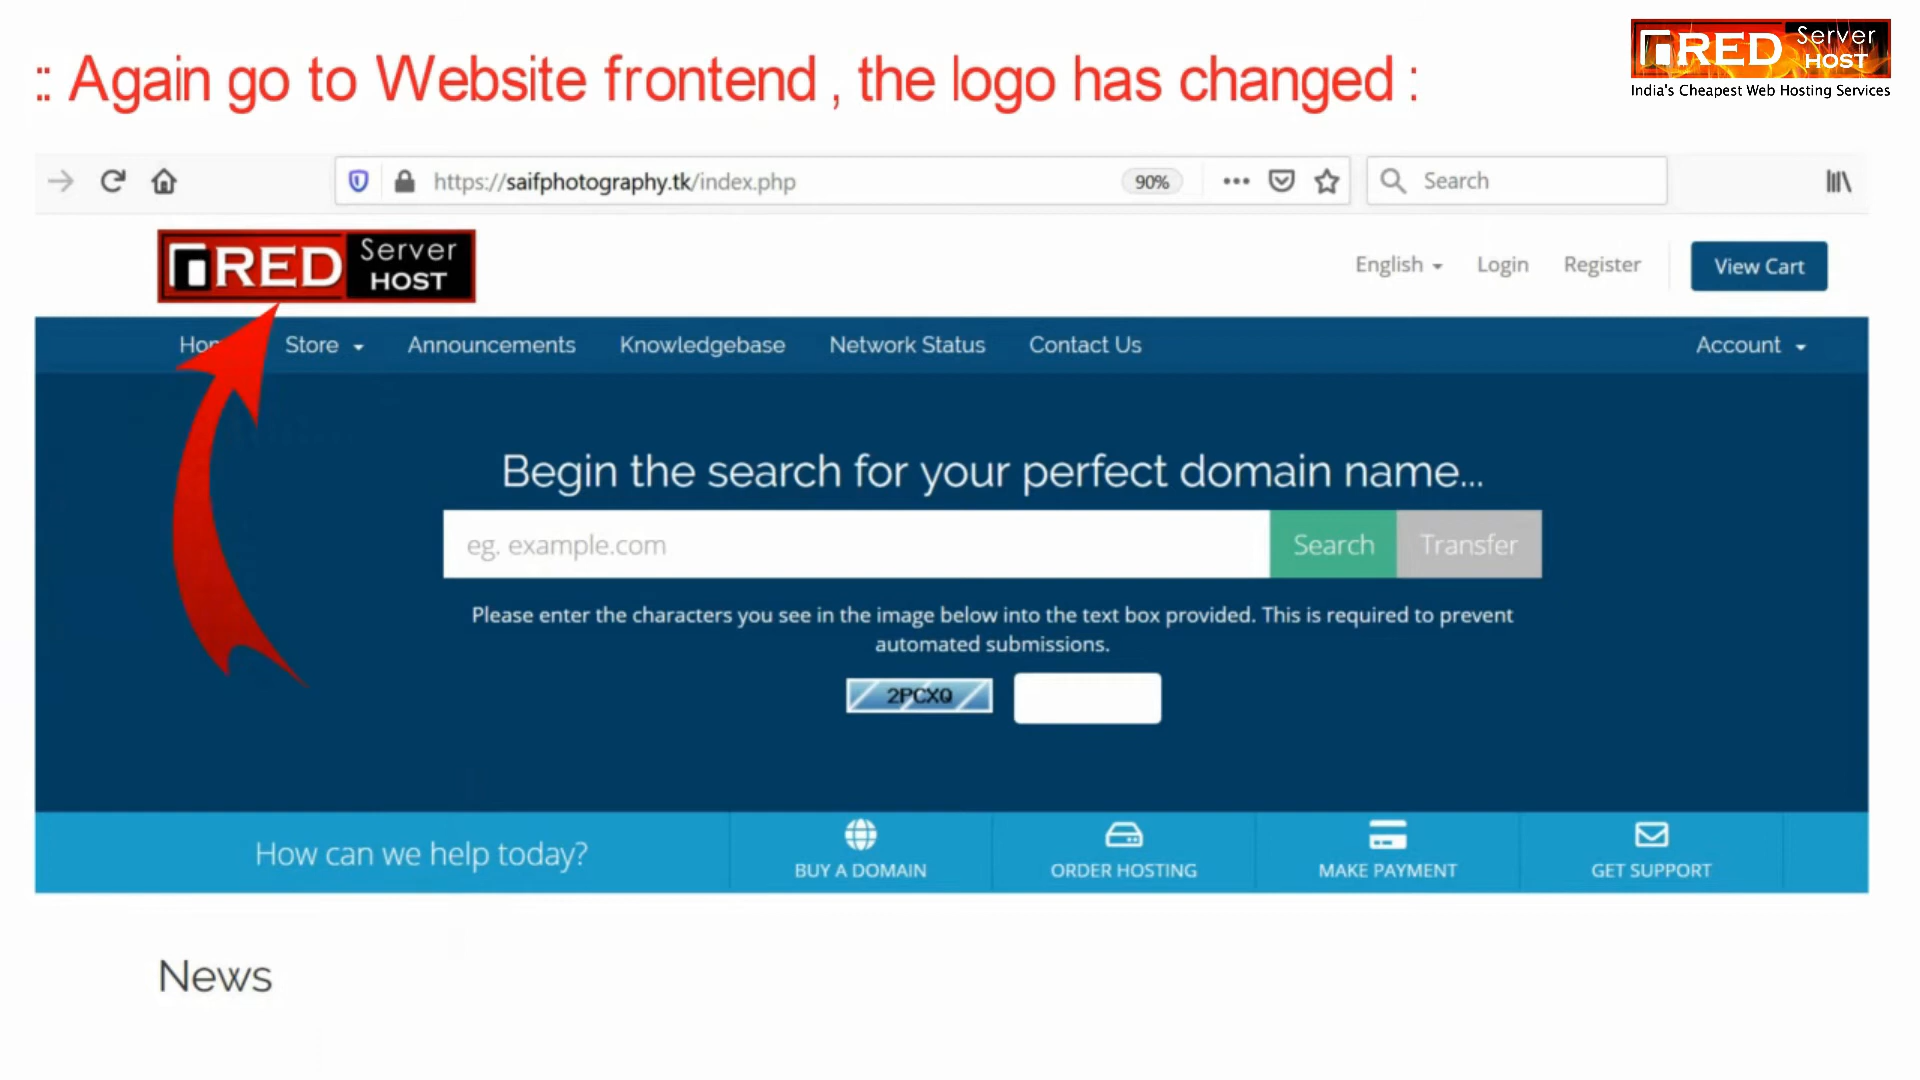 :: Again go to Website frontend , the logo has changed :
RED Server HOST
India's Cheapest Web Hosting Services
https://saifphotography.tk/index.php
90%
Search
RED Server HOST
English
Login
Register
View Cart
Store
Announcements
Knowledgebase
Network Status
Contact Us
Account
Begin the search for your perfect domain name...
eg. example.com
Search
Transfer
Please enter the characters you see in the image below into the text box provided. This is required to prevent
automated submissions.
2PCXQ
How can we help today?
BUY A DOMAIN
ORDER HOSTING
MAKE PAYMENT
GET SUPPORT
News